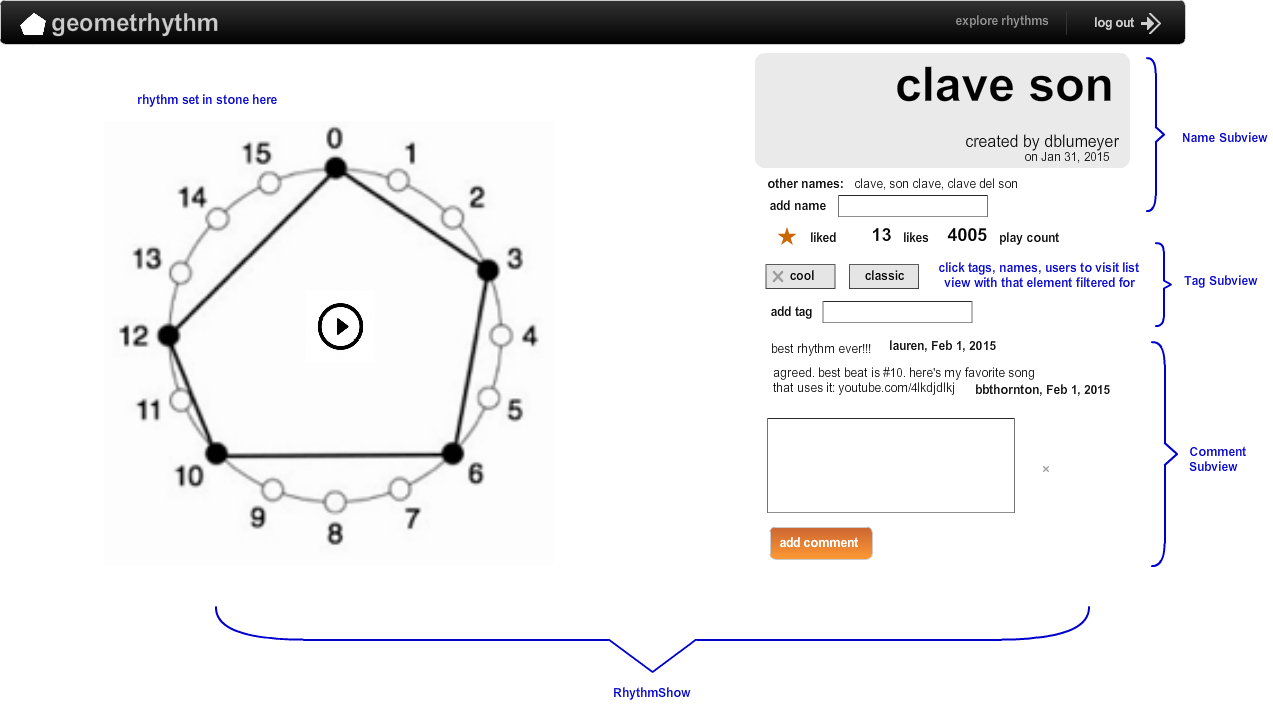 geometrhythm
explore rhythms
log out
rhythm set in stone here
0
1
2
3
4
5
6
7
8
9
10
11
12
13
14
15
clave son
created by dblumeyer
on Jan 31, 2015
Name Subview
other names: clave, son clave, clave del son
add name
liked 13 likes 4005 play count
cool
classic
click tags, names, users to visit list
view with that element filtered for
Tag Subview
add tag
best rhythm ever!!! lauren, Feb 1, 2015
agreed. best beat is #10. here's my favorite song
that uses it: youtube.com/4lkdjdlkj bbthornton, Feb 1, 2015
Comment
Subview
×
add comment
RhythmShow